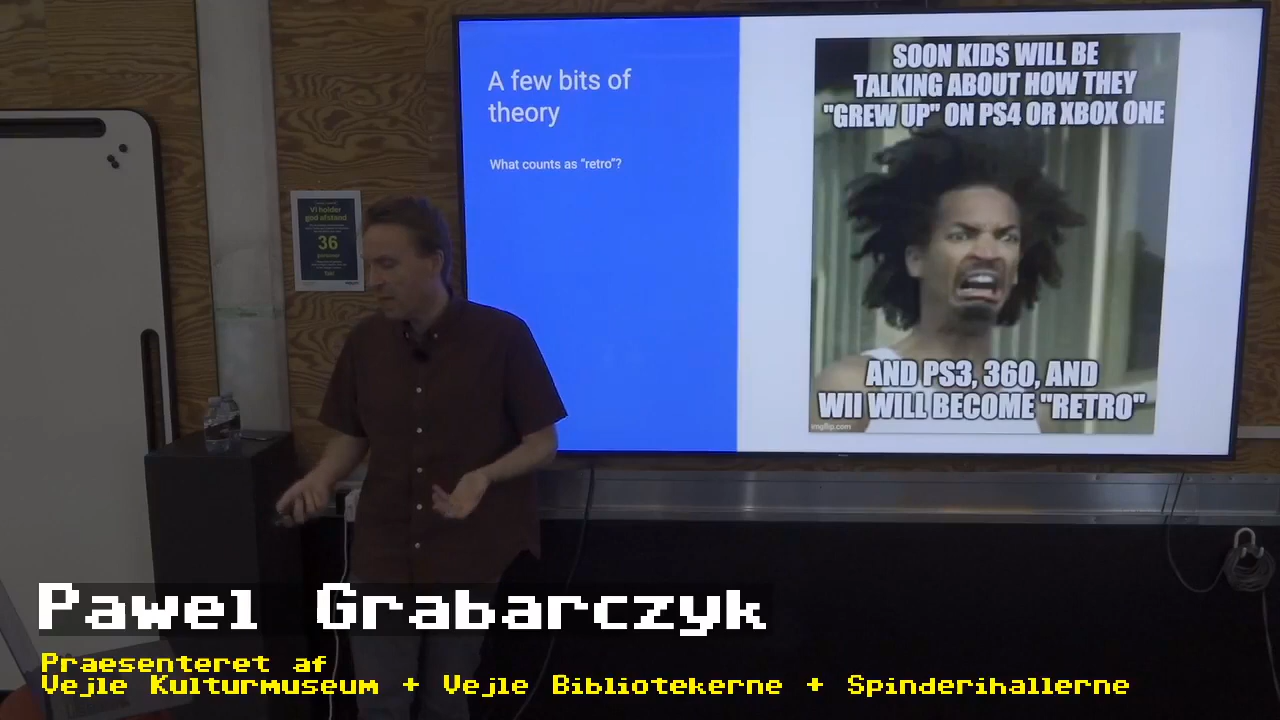 A few bits of
theory
What counts as “retro”?
SOON KIDS WILL BE
TALKING ABOUT HOW THEY
"GREW UP" ON PS4 OR XBOX ONE
AND PS3, 360, AND
WII WILL BECOME "RETRO"
imgflip.com
Vi holder
god afstand
36
personer
Tak!
Pawel Grabarczyk
Praesenteret af
Vejle Kulturmuseum + Vejle Bibliotekerne + Spinderihallerne